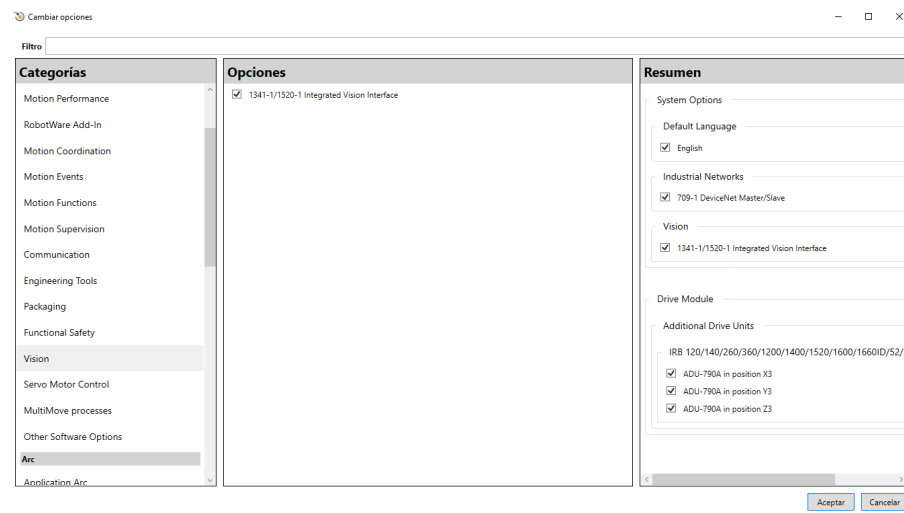 Cambiar opciones
Filtro
Categorías
Motion Performance
RobotWare Add-In
Motion Coordination
Motion Events
Motion Functions
Motion Supervision
Communication
Engineering Tools
Packaging
Functional Safety
Vision
Servo Motor Control
MultiMove processes
Other Software Options
Arc
Application Arc
Opciones
1341-1/1520-1 Integrated Vision Interface
Resumen
System Options
Default Language
English
Industrial Networks
709-1 DeviceNet Master/Slave
Vision
1341-1/1520-1 Integrated Vision Interface
Drive Module
Additional Drive Units
IRB 120/140/260/360/1200/1400/1520/1600/1660ID/52/
ADU-790A in position X3
ADU-790A in position Y3
ADU-790A in position Z3
Aceptar
Cancelar